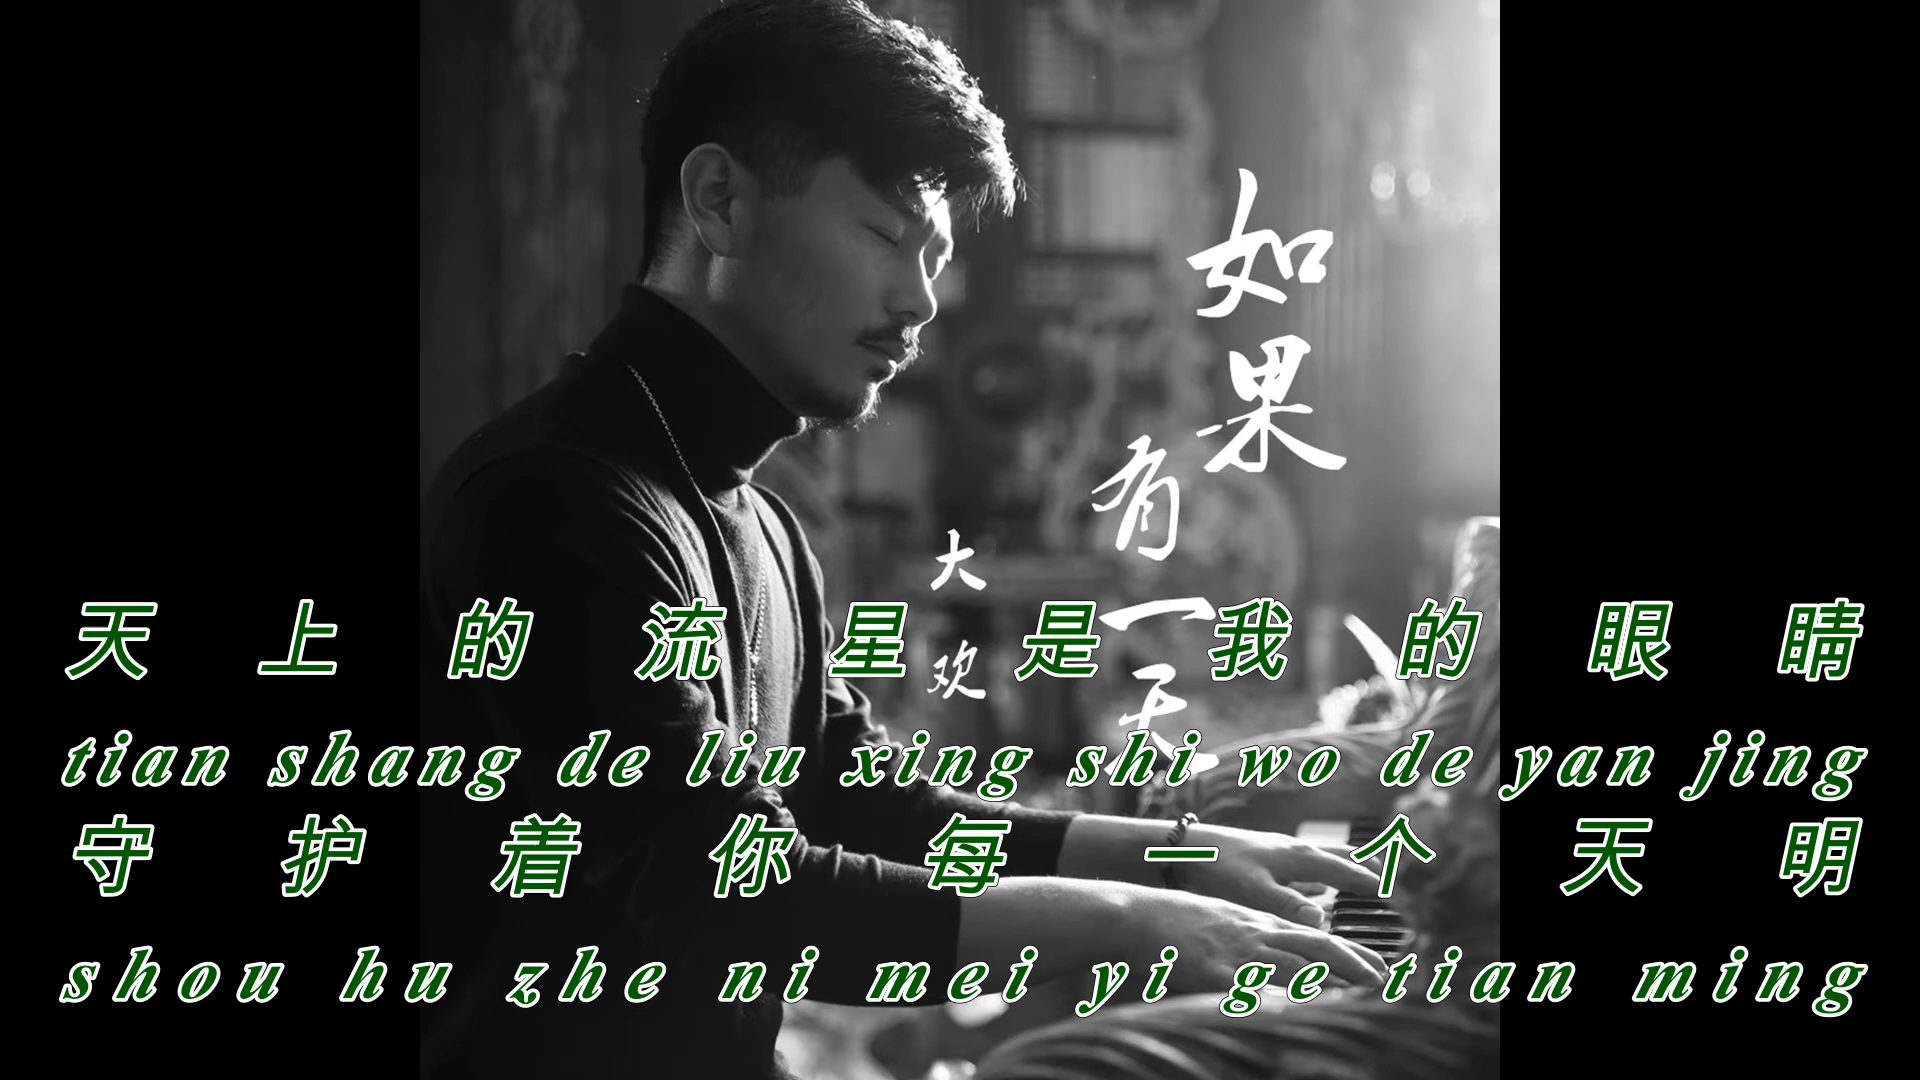 如果
有一天
大欢
天上的流星是我的眼睛
tian shang de liu xing shi wo de yan jing
守护着你每一个天明
shou hu zhe ni mei yi ge tian ming